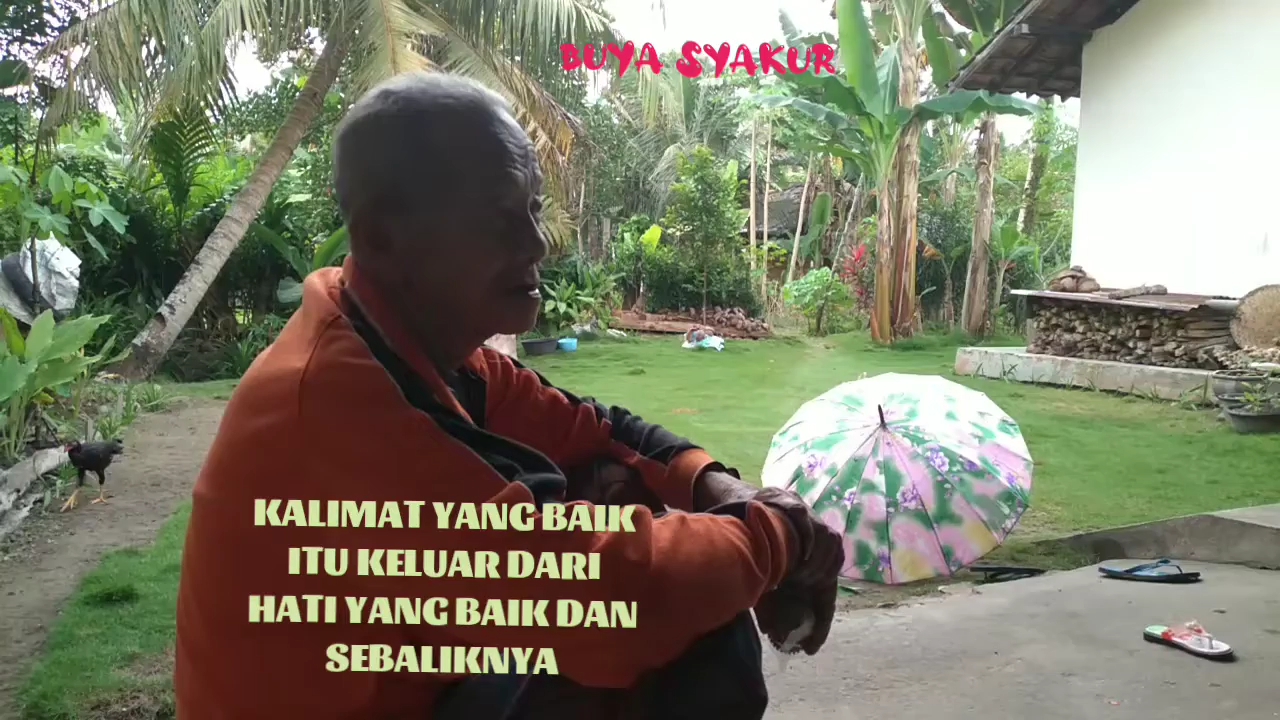 BUYA SYAKUR
KALIMAT YANG BAIK
ITU KELUAR DARI
HATI YANG BAIK DAN
SEBALIKNYA